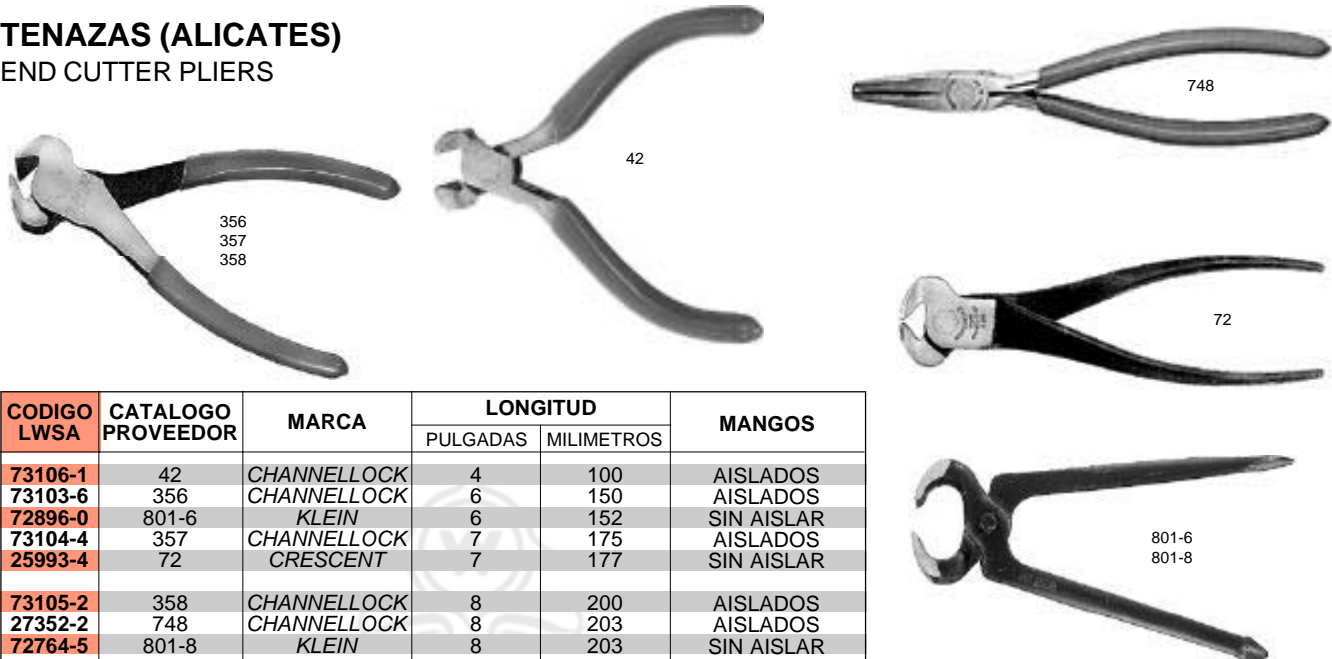 TENAZAS (ALICATES)
END CUTTER PLIERS
356
357
358
42
748
72
801-6
801-8
CODIGO LWSA CATALOGO PROVEEDOR MARCA LONGITUD MANGOS
PULGADAS MILIMETROS
73106-1 42 CHANNELLOCK 4 100 AISLADOS
73103-6 356 CHANNELLOCK 6 150 AISLADOS
72896-0 801-6 KLEIN 6 152 SIN AISLAR
73104-4 357 CHANNELLOCK 7 175 AISLADOS
25993-4 72 CRESCENT 7 177 SIN AISLAR
73105-2 358 CHANNELLOCK 8 200 AISLADOS
27352-2 748 CHANNELLOCK 8 203 AISLADOS
72764-5 801-8 KLEIN 8 203 SIN AISLAR